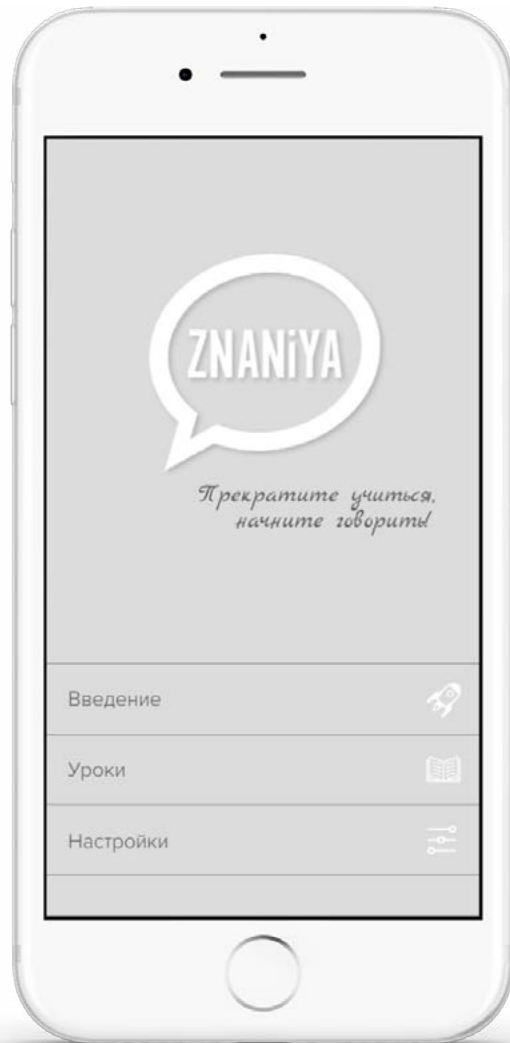 ZNANiYA
Прекратите учиться,
начните говорить!
Введение
Уроки
Настройки